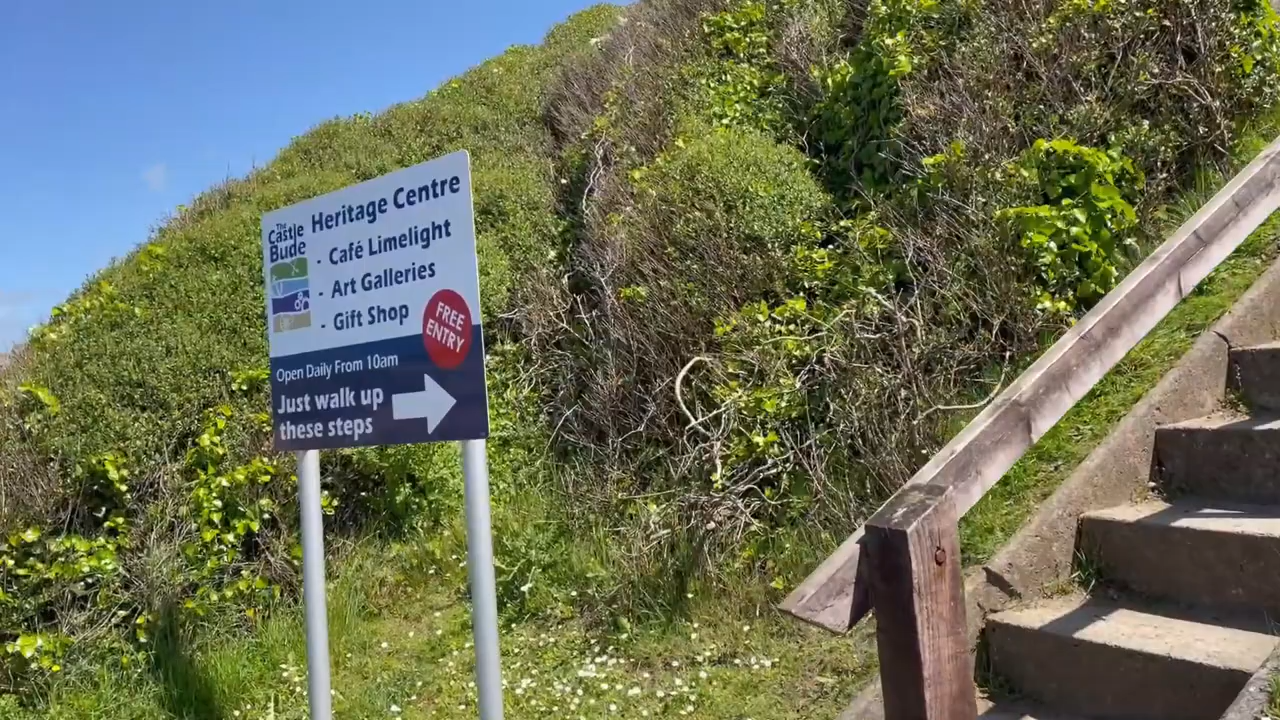 The
Castle
Bude
Heritage Centre
· Café Limelight
· Art Galleries
· Gift Shop
FREE
ENTRY
Open Daily From 10am
Just walk up
these steps